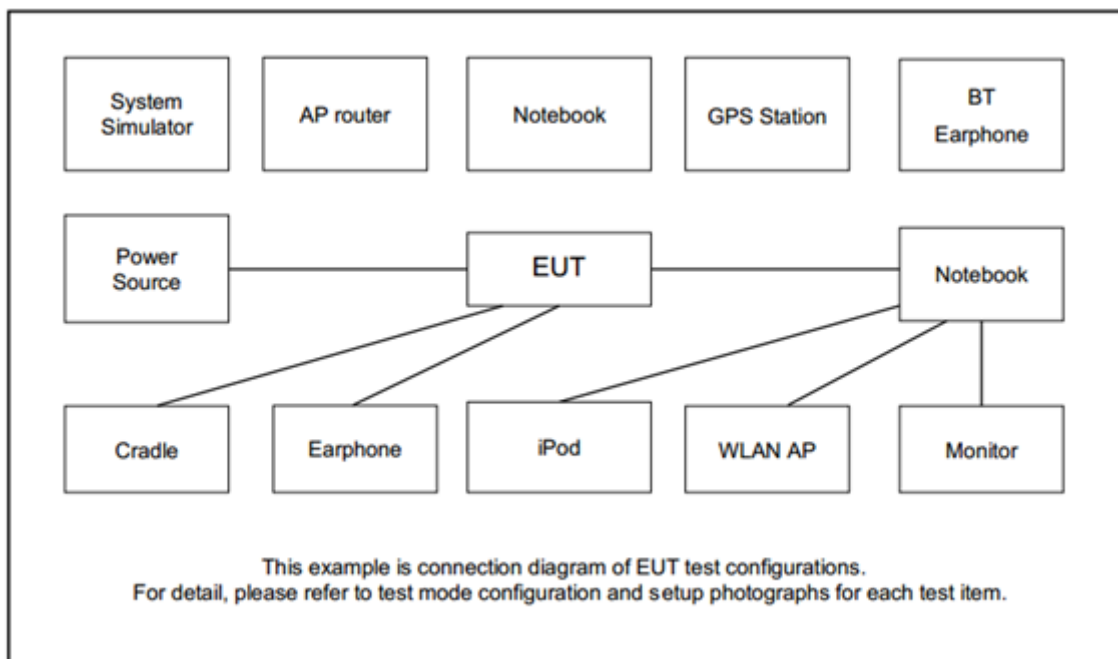 System
Simulator
AP router
Notebook
GPS Station
BT
Earphone
Power
Source
EUT
Notebook
Cradle
Earphone
iPod
WLAN AP
Monitor
This example is connection diagram of EUT test configurations.
For detail, please refer to test mode configuration and setup photographs for each test item.